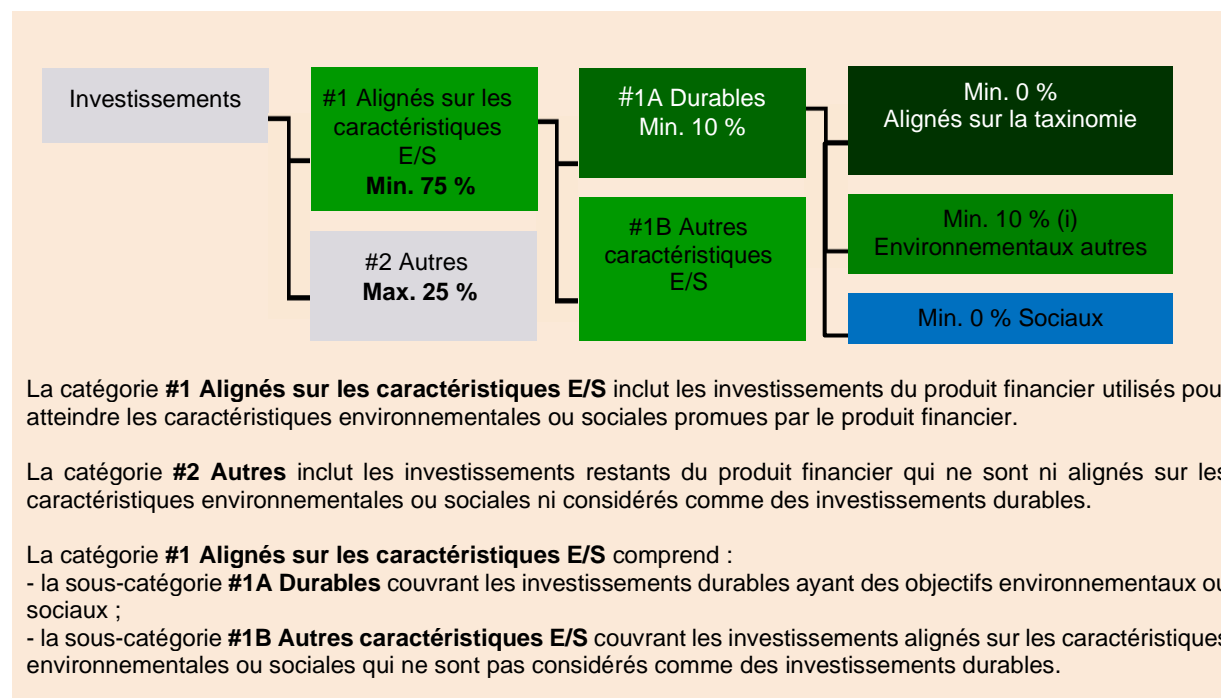 Investissements
#1 Alignés sur les
caractéristiques
E/S
Min. 75 %
#2 Autres
Max. 25 %
#1A Durables
Min. 10 %
#1B Autres
caractéristiques
E/S
Min. 0 %
Alignés sur la taxinomie
Min. 10 % (i)
Environnementaux autres
Min. 0 % Sociaux
La catégorie #1 Alignés sur les caractéristiques E/S inclut les investissements du produit financier utilisés pou
atteindre les caractéristiques environnementales ou sociales promues par le produit financier.
La catégorie #2 Autres inclut les investissements restants du produit financier qui ne sont ni alignés sur les
caractéristiques environnementales ou sociales ni considérés comme des investissements durables.
La catégorie #1 Alignés sur les caractéristiques E/S comprend :
- la sous-catégorie #1A Durables couvrant les investissements durables ayant des objectifs environnementaux ou
sociaux ;
- la sous-catégorie #1B Autres caractéristiques E/S couvrant les investissements alignés sur les caractéristiques
environnementales ou sociales qui ne sont pas considérés comme des investissements durables.